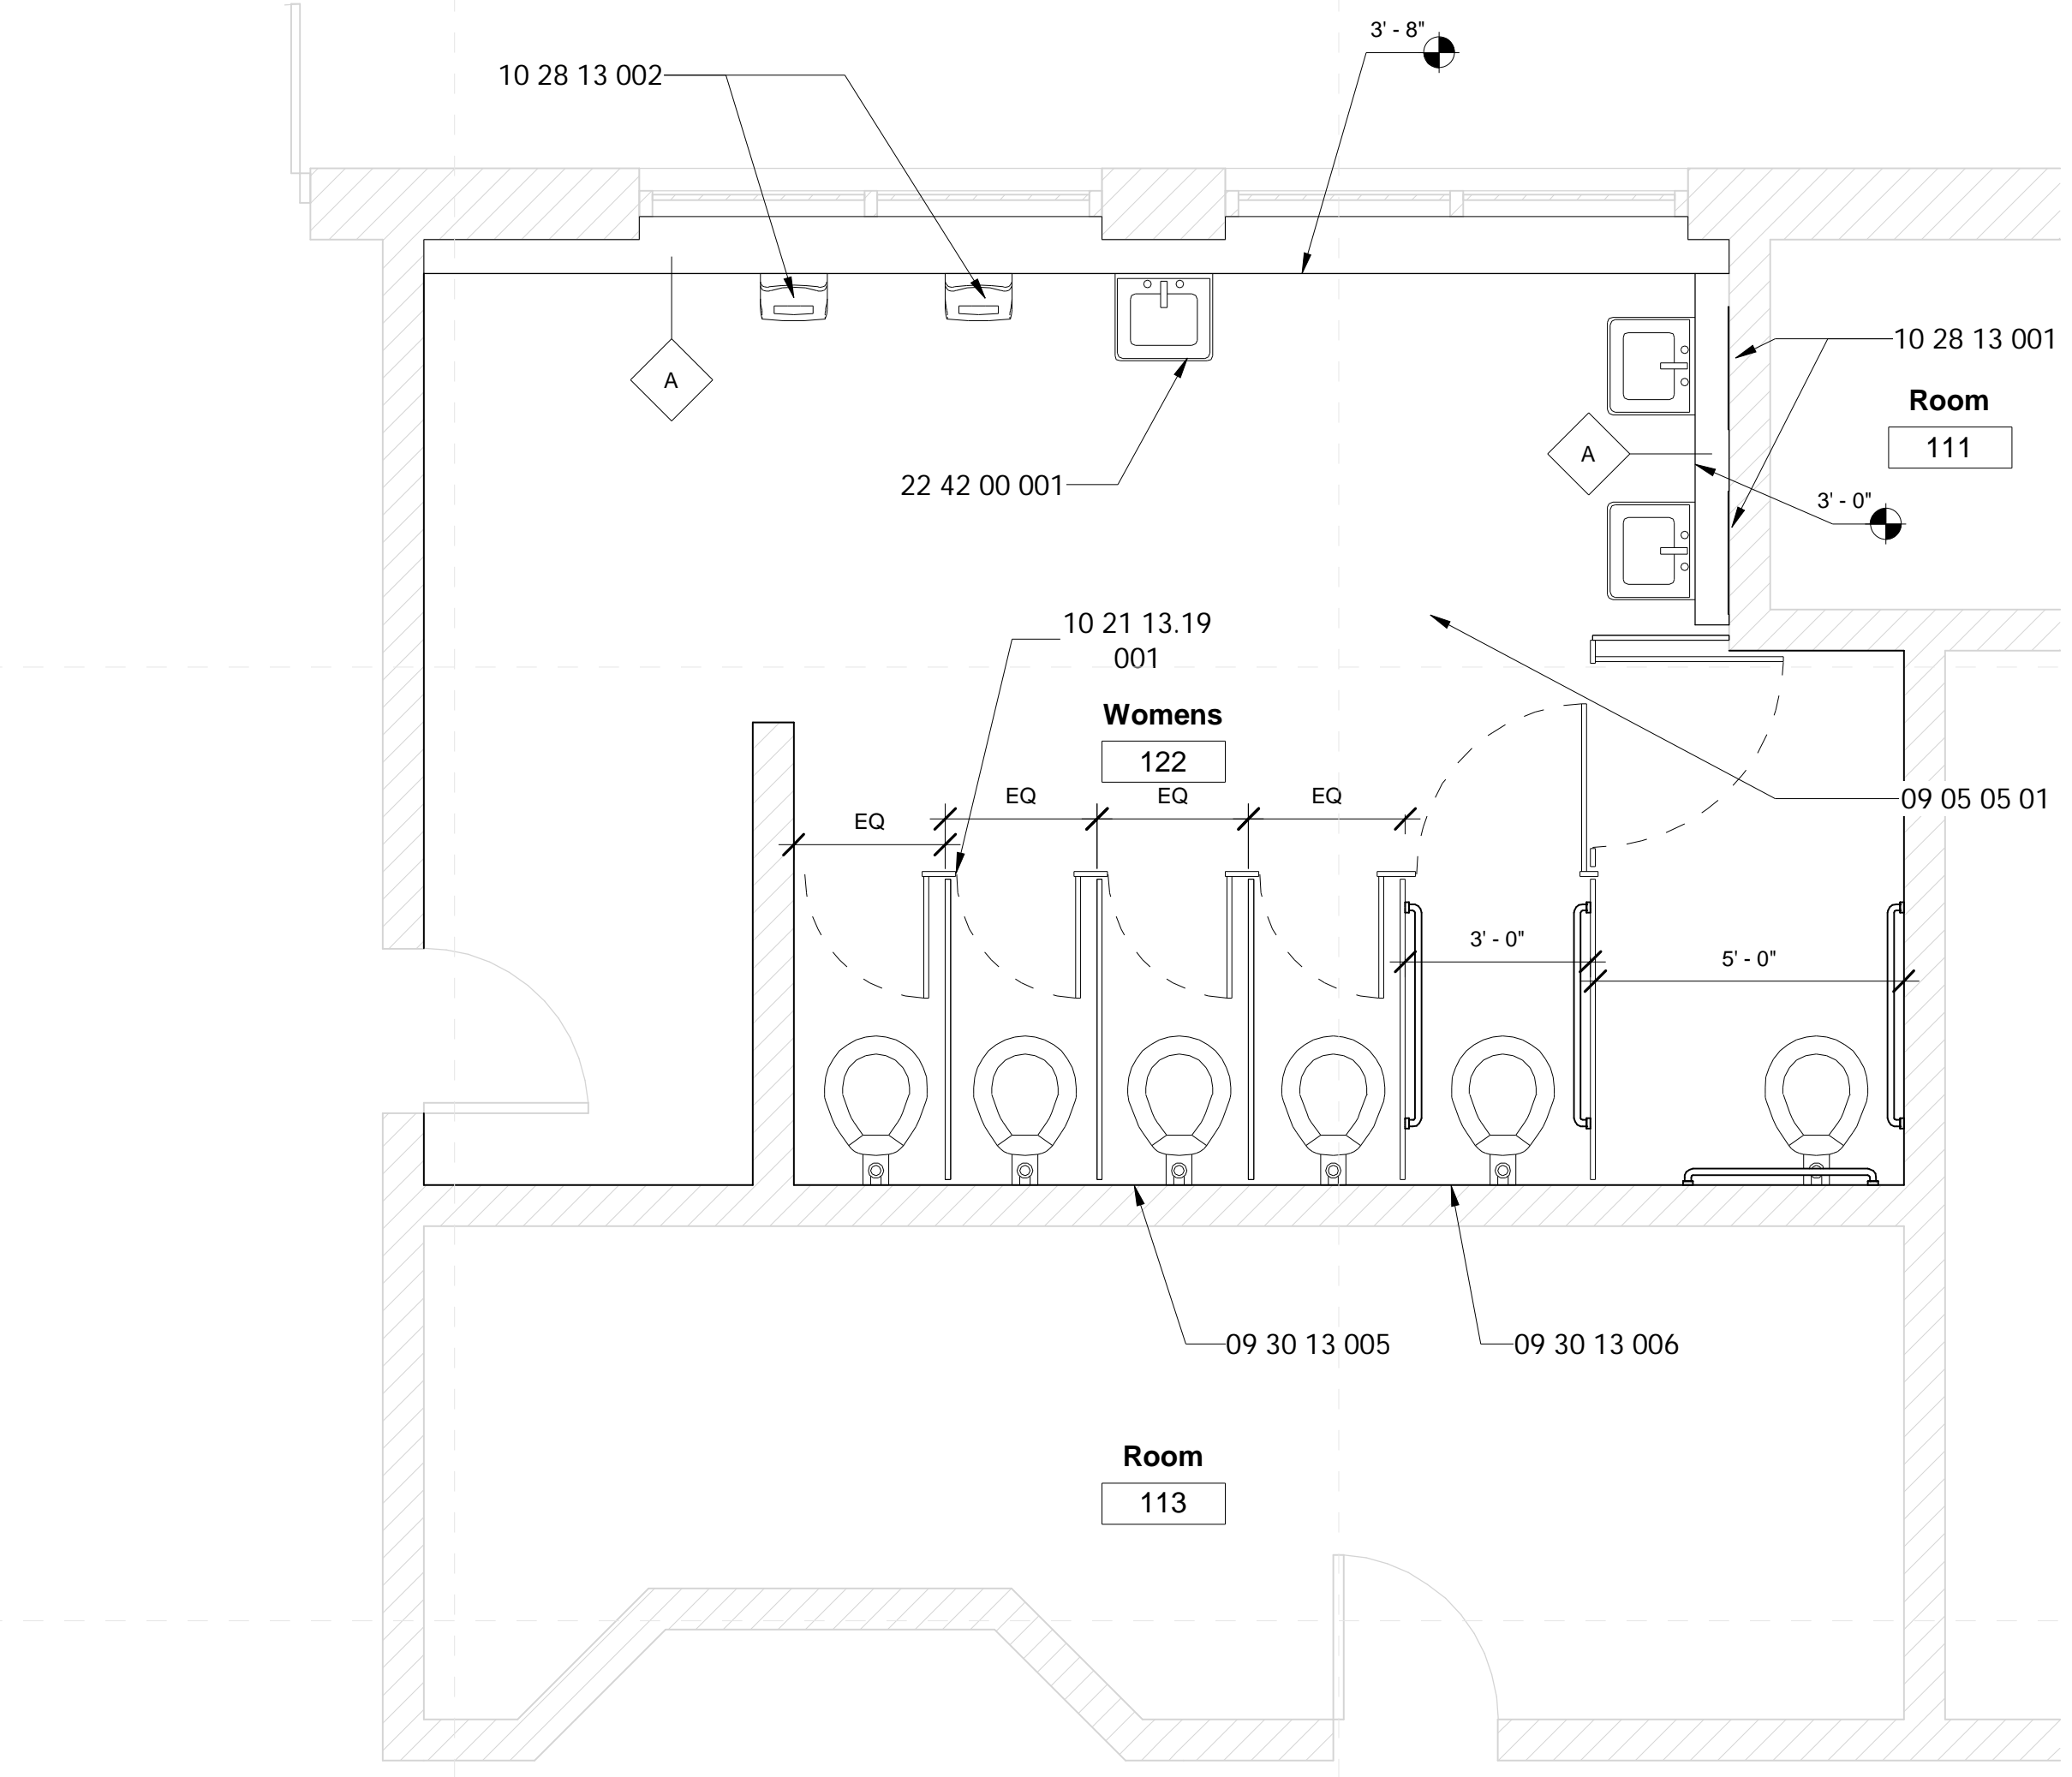 3' - 8"
10 28 13 002
10 28 13 001
A
Room
111
A
22 42 00 001
3' - 0"
10 21 13.19
001
Womens
122
EQ
EQ
EQ
EQ
09 05 05 01
3' - 0"
5' - 0"
09 30 13 005
09 30 13 006
Room
113